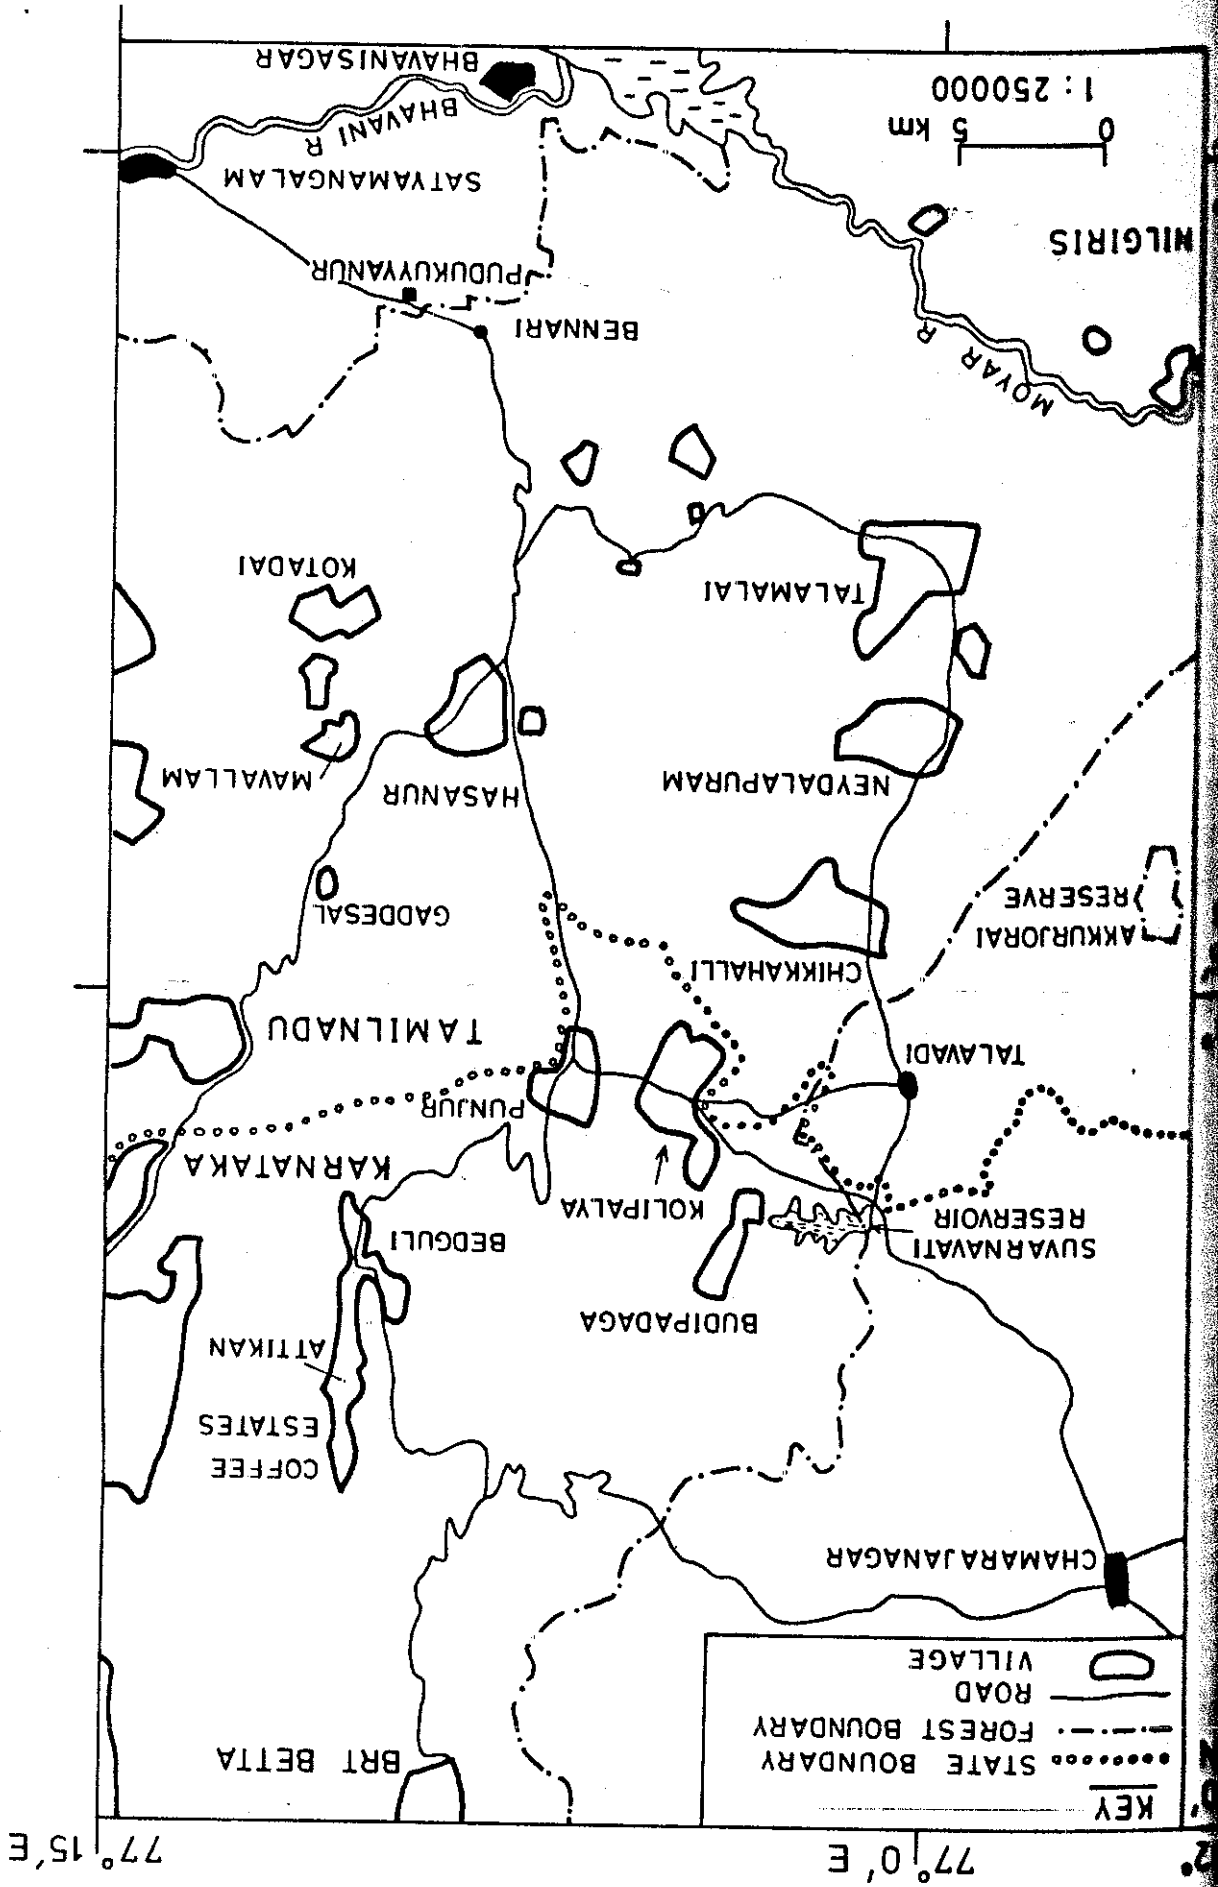 77° 0' E
77° 15' E
KEY
STATE BOUNDARY
FOREST BOUNDARY
ROAD
VILLAGE
BRT BETTA
CHAMARAJANAGAR
COFFEE
ESTATES
ATTIKAN
BUDIPADAGA
BEDGULI
SUVARNAVATI
RESERVOIR
KOLIPALYA
KARNATAKA
PUNJUR
TALAVADI
TAMILNADU
CHIKKAHALLI
AKKURJORAI
RESERVE
GADDESAL
HASANUR
MAVALLAM
NEYDALAPURAM
TALAMALAI
KOTADAI
MOYAR R
BENNARI
PUDUKUYYANUR
NILGIRIS
SATYAMANGALAM
BHAVANI R
BHAVANISAGAR
0 5 km
1 : 250000